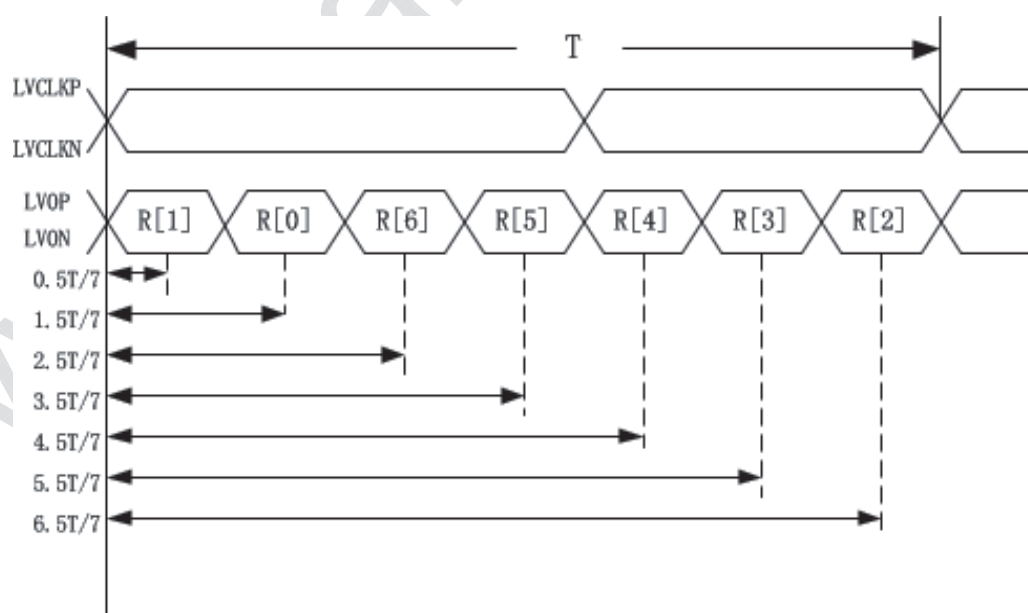 T
LVCLKP
LVCLKN
LVOP
LVON
R[1] R[0] R[6] R[5] R[4] R[3] R[2]
0.5T/7
1.5T/7
2.5T/7
3.5T/7
4.5T/7
5.5T/7
6.5T/7